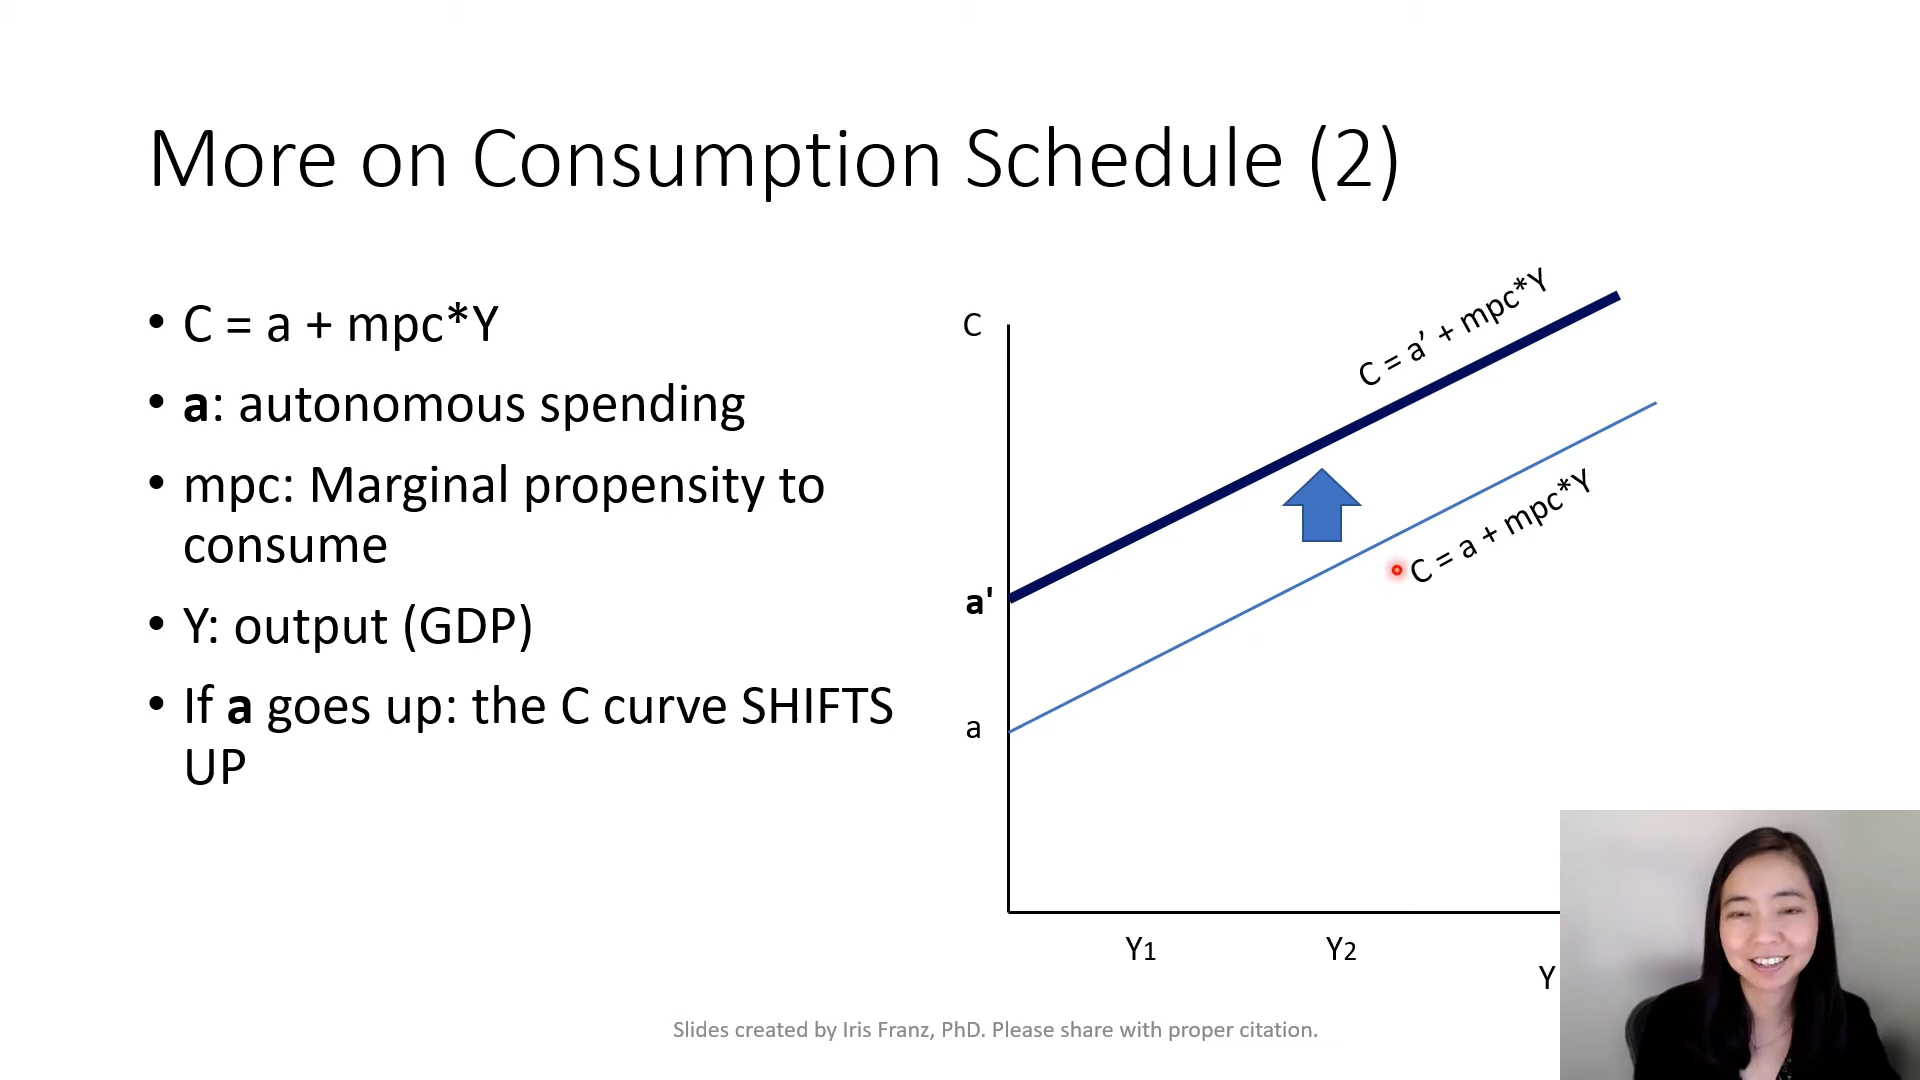 More on Consumption Schedule (2)
• C = a + mpc*Y
• a: autonomous spending
• mpc: Marginal propensity to
consume
• Y: output (GDP)
• If a goes up: the C curve SHIFTS
UP
C
C = a’ + mpc*Y
C = a + mpc*Y
a'
a
Y1
Y2
Y
Slides created by Iris Franz, PhD. Please share with proper citation.